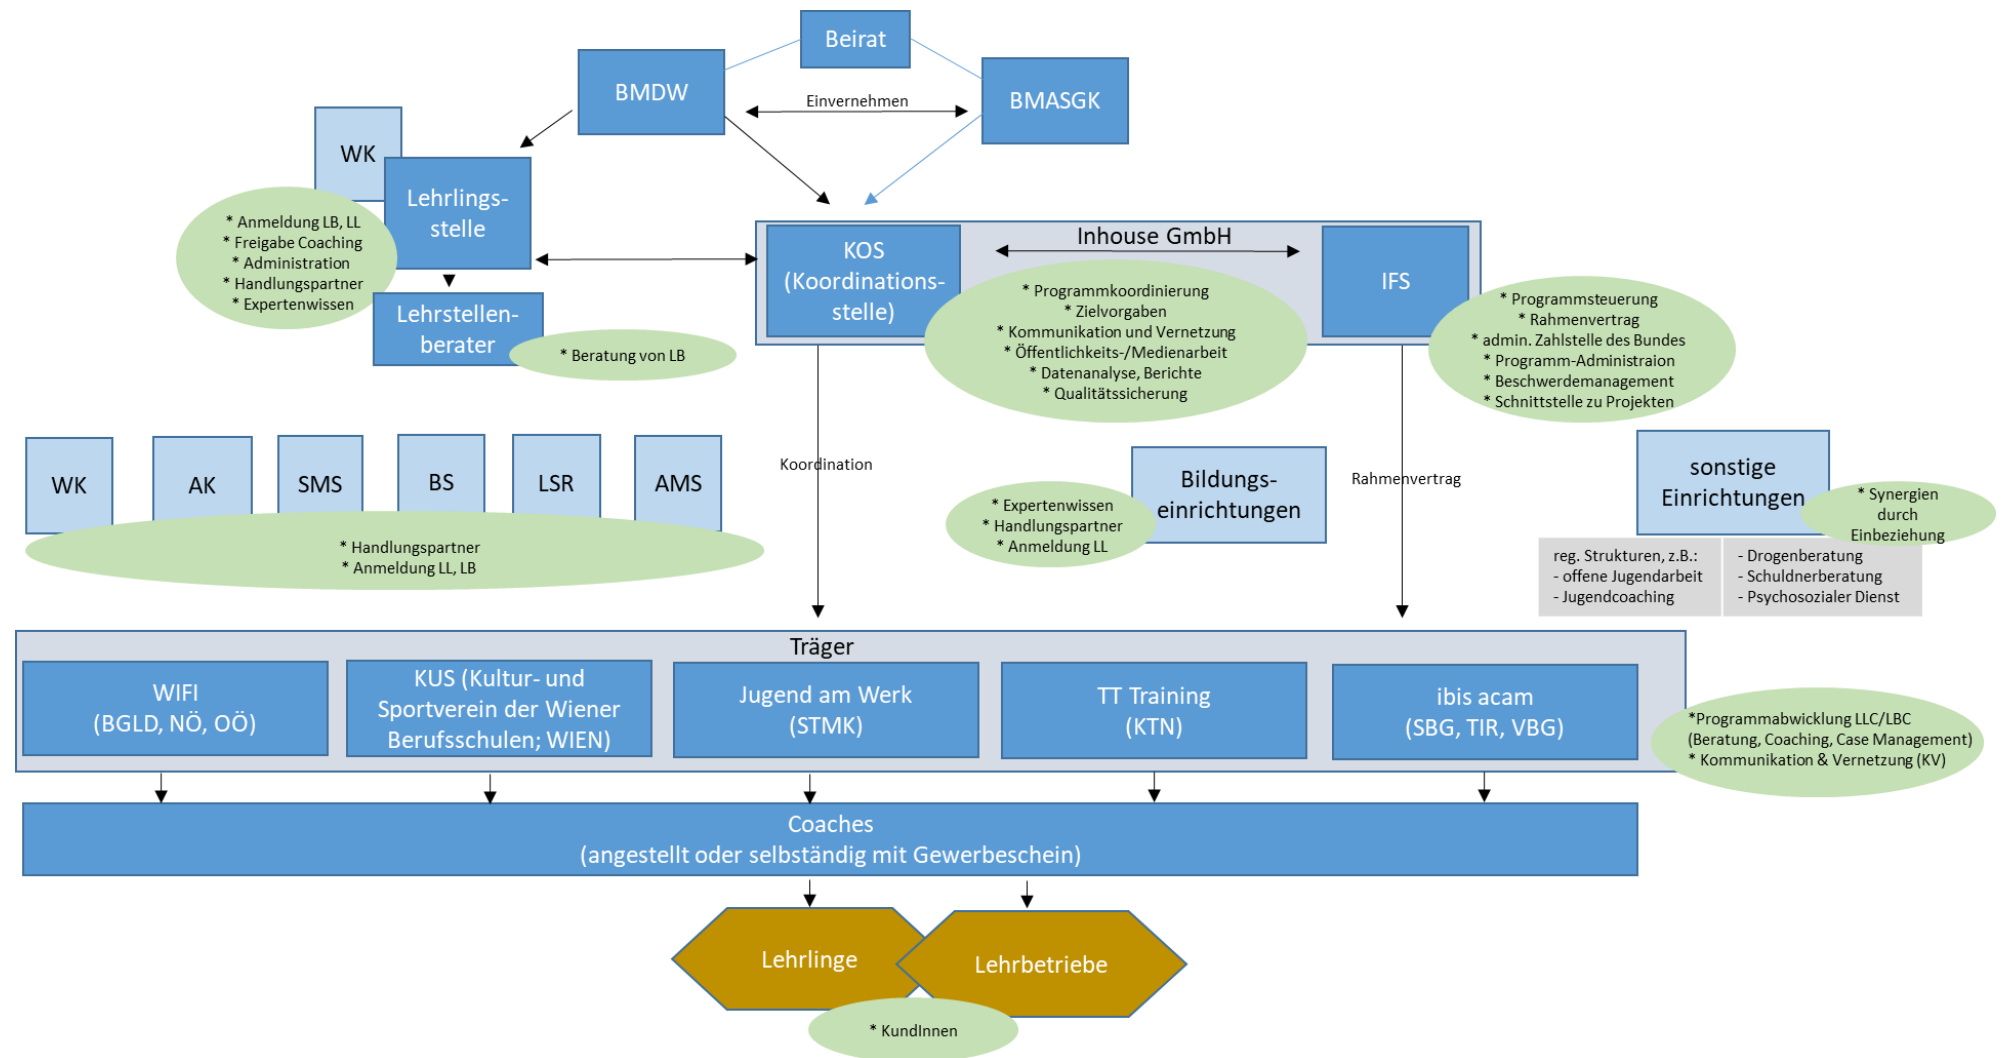 Beirat
BMDW
Einvernehmen
BMASGK
WK
Lehrlings-
stelle
* Anmeldung LB, LL
* Freigabe Coaching
* Administration
* Handlungspartner
* Expertenwissen
Lehrstellen-
berater
* Beratung von LB
Inhouse GmbH
KOS
(Koordinations-
stelle)
IFS
* Programmkoordinierung
* Zielvorgaben
* Kommunikation und Vernetzung
* Öffentlichkeits-/Medienarbeit
* Datenanalyse, Berichte
* Qualitätssicherung
* Programmsteuerung
* Rahmenvertrag
* admin. Zahlstelle des Bundes
* Programm-Administraion
* Beschwerdemanagement
* Schnittstelle zu Projekten
WK
AK
SMS
BS
LSR
AMS
* Handlungspartner
* Anmeldung LL, LB
Koordination
Bildungs-
einrichtungen
* Expertenwissen
* Handlungspartner
* Anmeldung LL
Rahmenvertrag
sonstige
Einrichtungen
* Synergien
durch
Einbeziehung
reg. Strukturen, z.B.:
- offene Jugendarbeit
- Jugendcoaching
- Drogenberatung
- Schuldnerberatung
- Psychosozialer Dienst
Träger
WIFI
(BGLD, NÖ, OÖ)
KUS (Kultur- und
Sportverein der Wiener
Berufsschulen; WIEN)
Jugend am Werk
(STMK)
TT Training
(KTN)
ibis acam
(SBG, TIR, VBG)
*Programmabwicklung LLC/LBC
(Beratung, Coaching, Case Management)
* Kommunikation & Vernetzung (KV)
Coaches
(angestellt oder selbständig mit Gewerbeschein)
Lehrlinge
Lehrbetriebe
* KundInnen